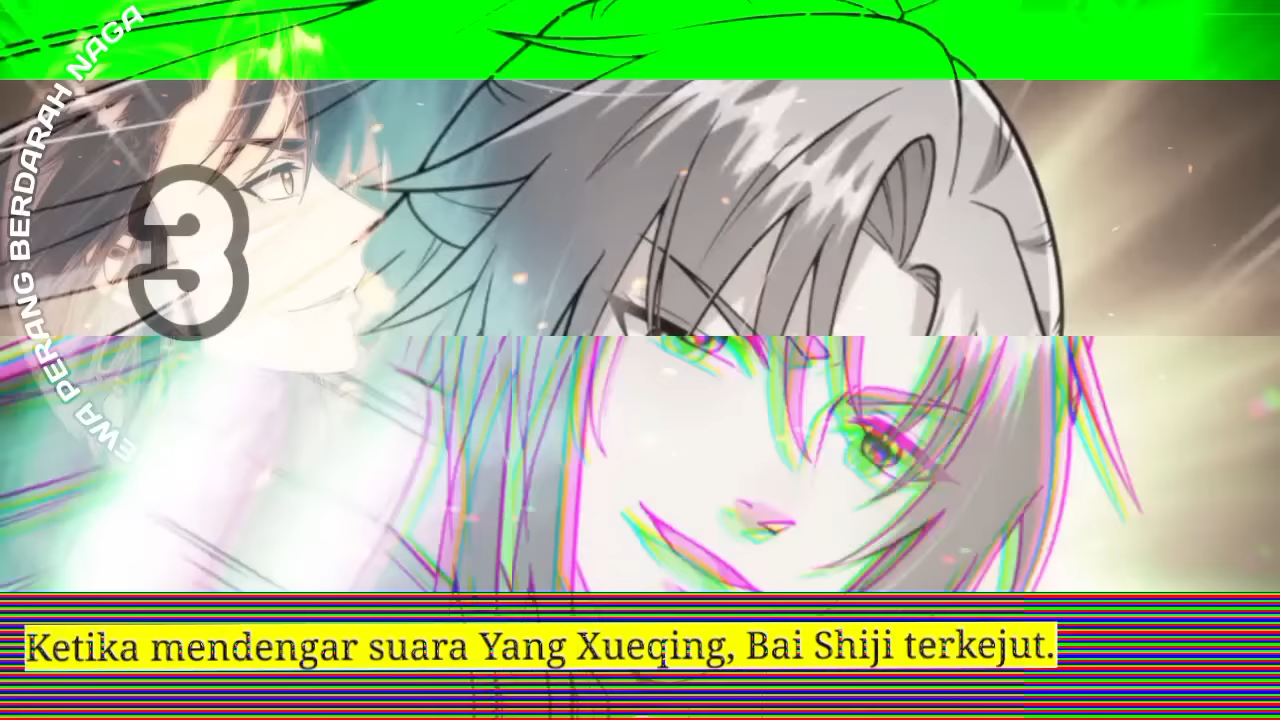 EWA PERANG BERDARAH NAGA
3
Ketika mendengar suara Yang Xueqing, Bai Shiji terkejut.